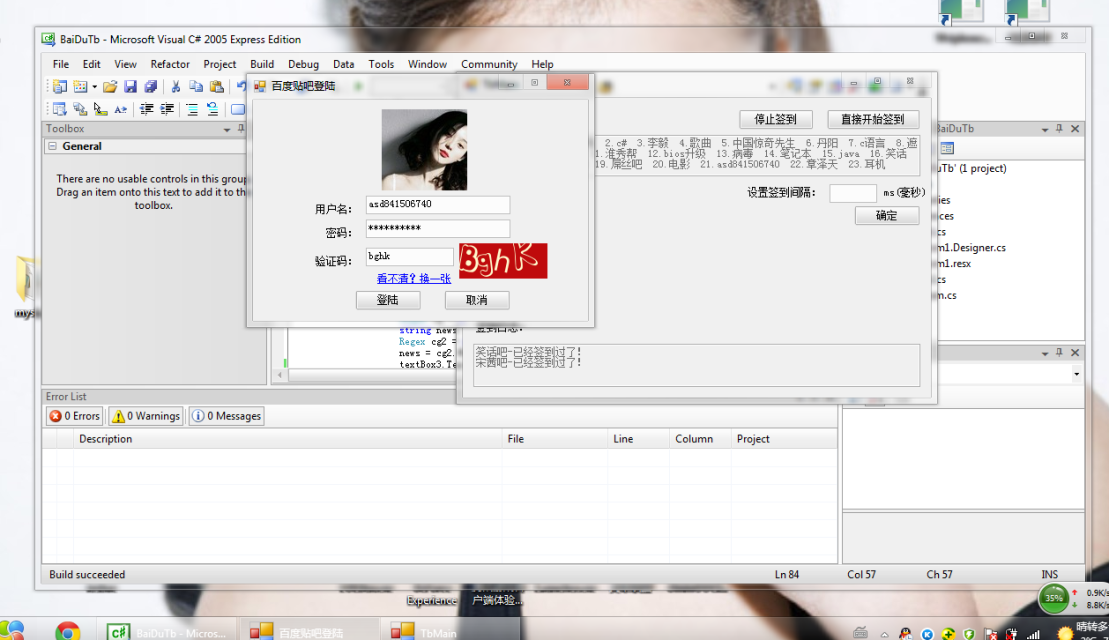 BaiDuTb - Microsoft Visual C# 2005 Express Edition
File Edit View Refactor Project Build Debug Data Tools Window Community Help
Toolbox
General
There are no usable controls in this group.
Drag an item onto this text to add it to the
toolbox.
百度贴吧登陆
用户名: asd841506740
密码: **********
验证码: bghk BghK
看不清? 换一张
登陆 取消
停止签到 直接开始签到
2.c# 3.李毅 4.歌曲 5.中国惊奇先生 6.丹阳 7.c语言 8.遮
1.淮秀帮 12.bios升级 13.病毒 14.笔记本 15.java 16.笑话
19.屌丝吧 20.电影 21.asd841506740 22.章泽天 23.耳机
设置签到间隔: ms(毫秒)
确定
签到日志:
笑话吧-已经签到过了!
宋茜吧-已经签到过了!
string news
Regex cg2 =
news = cg2.
textBox3.Te
BaiDuTb
uTb' (1 project)
ies
ces
cs
m1.Designer.cs
m1.resx
cs
m.cs
Error List
0 Errors 0 Warnings 0 Messages
Description File Line Column Project
Build succeeded Ln 84 Col 57 Ch 57 INS
mys
Experience 户端体验...
35% 0.9K/s
8.8K/s
BaiDuTb - Micros... 百度贴吧登陆 TbMain
晴转多